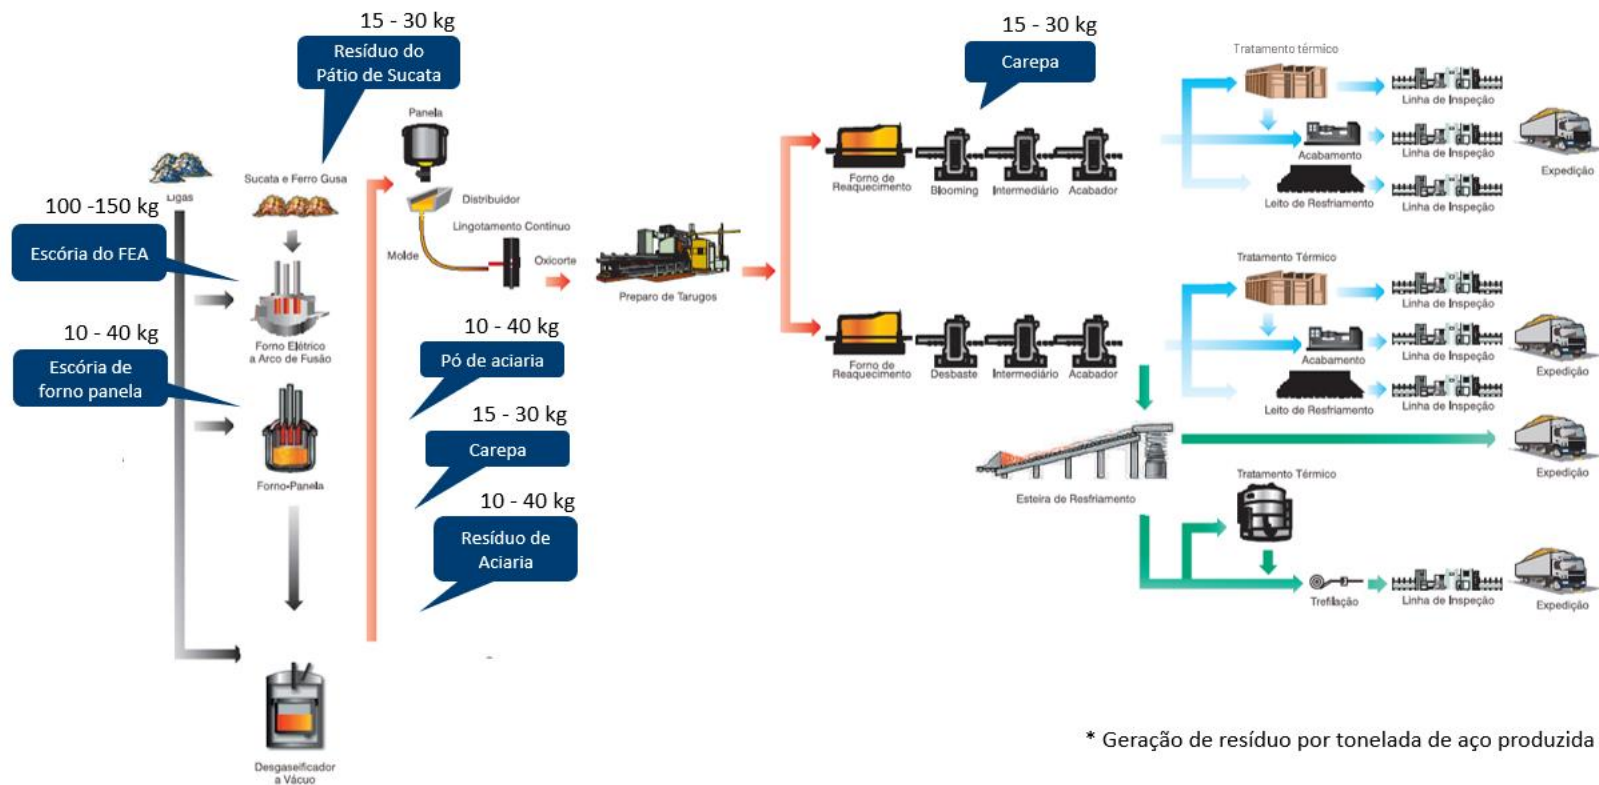 15 - 30 kg
Resíduo do
Pátio de Sucata
Ligas
Sucata e Ferro Gusa
100 -150 kg
Escória do FEA
Forno Elétrico
a Arco de Fusão
10 - 40 kg
Escória de
forno panela
Forno-Panela
Desgaseificador
a Vácuo
Panela
Distribuidor
Lingotamento Contínuo
Molde
Oxicorte
Preparo de Tarugos
10 - 40 kg
Pó de aciaria
15 - 30 kg
Carepa
10 - 40 kg
Resíduo de
Aciaria
15 - 30 kg
Carepa
Forno de
Reaquecimento
Blooming
Intermediário
Acabador
Tratamento térmico
Linha de Inspeção
Acabamento
Linha de Inspeção
Leito de Resfriamento
Linha de Inspeção
Expedição
Forno de
Reaquecimento
Desbaste
Intermediário
Acabador
Tratamento Térmico
Linha de Inspeção
Acabamento
Linha de Inspeção
Leito de Resfriamento
Linha de Inspeção
Expedição
Esteira de Resfriamento
Expedição
Tratamento Térmico
Trefilação
Linha de Inspeção
Expedição
* Geração de resíduo por tonelada de aço produzida